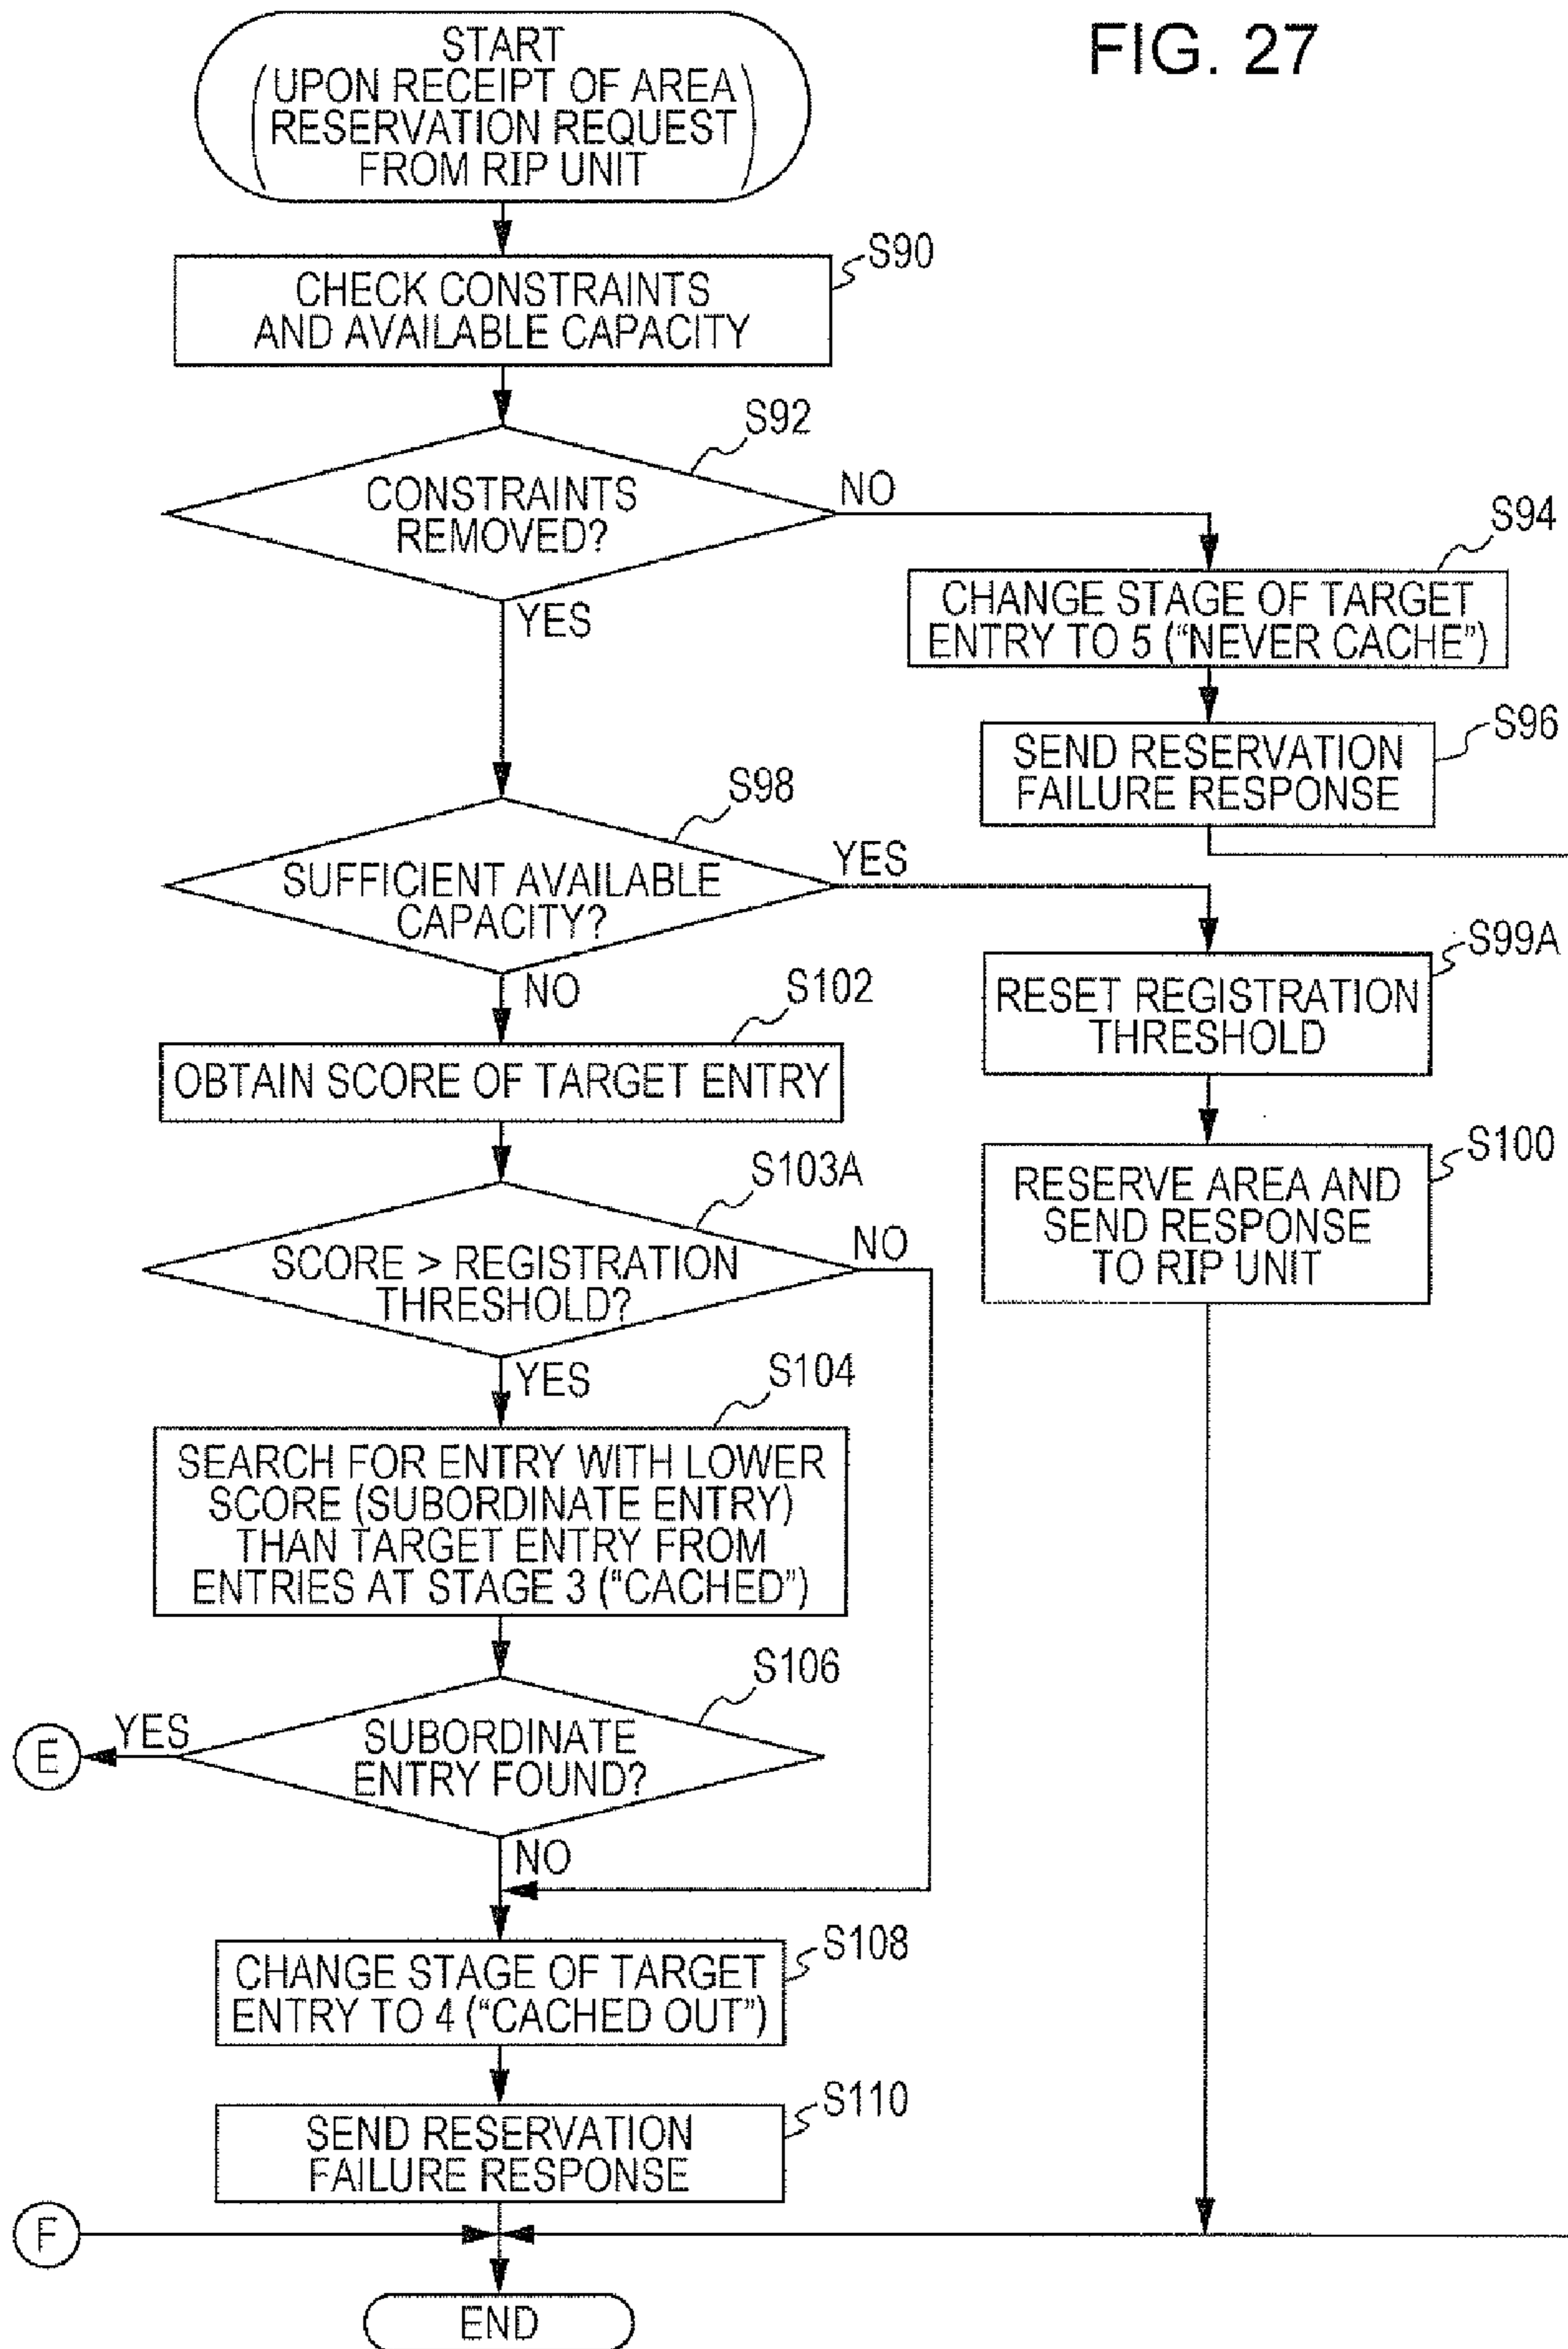 FIG. 27
START
(UPON RECEIPT OF AREA
RESERVATION REQUEST
FROM RIP UNIT)
S90
CHECK CONSTRAINTS
AND AVAILABLE CAPACITY
S92
CONSTRAINTS
REMOVED?
NO
YES
S94
CHANGE STAGE OF TARGET
ENTRY TO 5 (“NEVER CACHE”)
S96
SEND RESERVATION
FAILURE RESPONSE
S98
SUFFICIENT AVAILABLE
CAPACITY?
YES
NO
S99A
RESET REGISTRATION
THRESHOLD
S100
RESERVE AREA AND
SEND RESPONSE
TO RIP UNIT
S102
OBTAIN SCORE OF TARGET ENTRY
S103A
SCORE > REGISTRATION
THRESHOLD?
NO
YES
S104
SEARCH FOR ENTRY WITH LOWER
SCORE (SUBORDINATE ENTRY)
THAN TARGET ENTRY FROM
ENTRIES AT STAGE 3 (“CACHED”)
S106
SUBORDINATE
ENTRY FOUND?
YES
E
NO
S108
CHANGE STAGE OF TARGET
ENTRY TO 4 (“CACHED OUT”)
S110
SEND RESERVATION
FAILURE RESPONSE
F
END